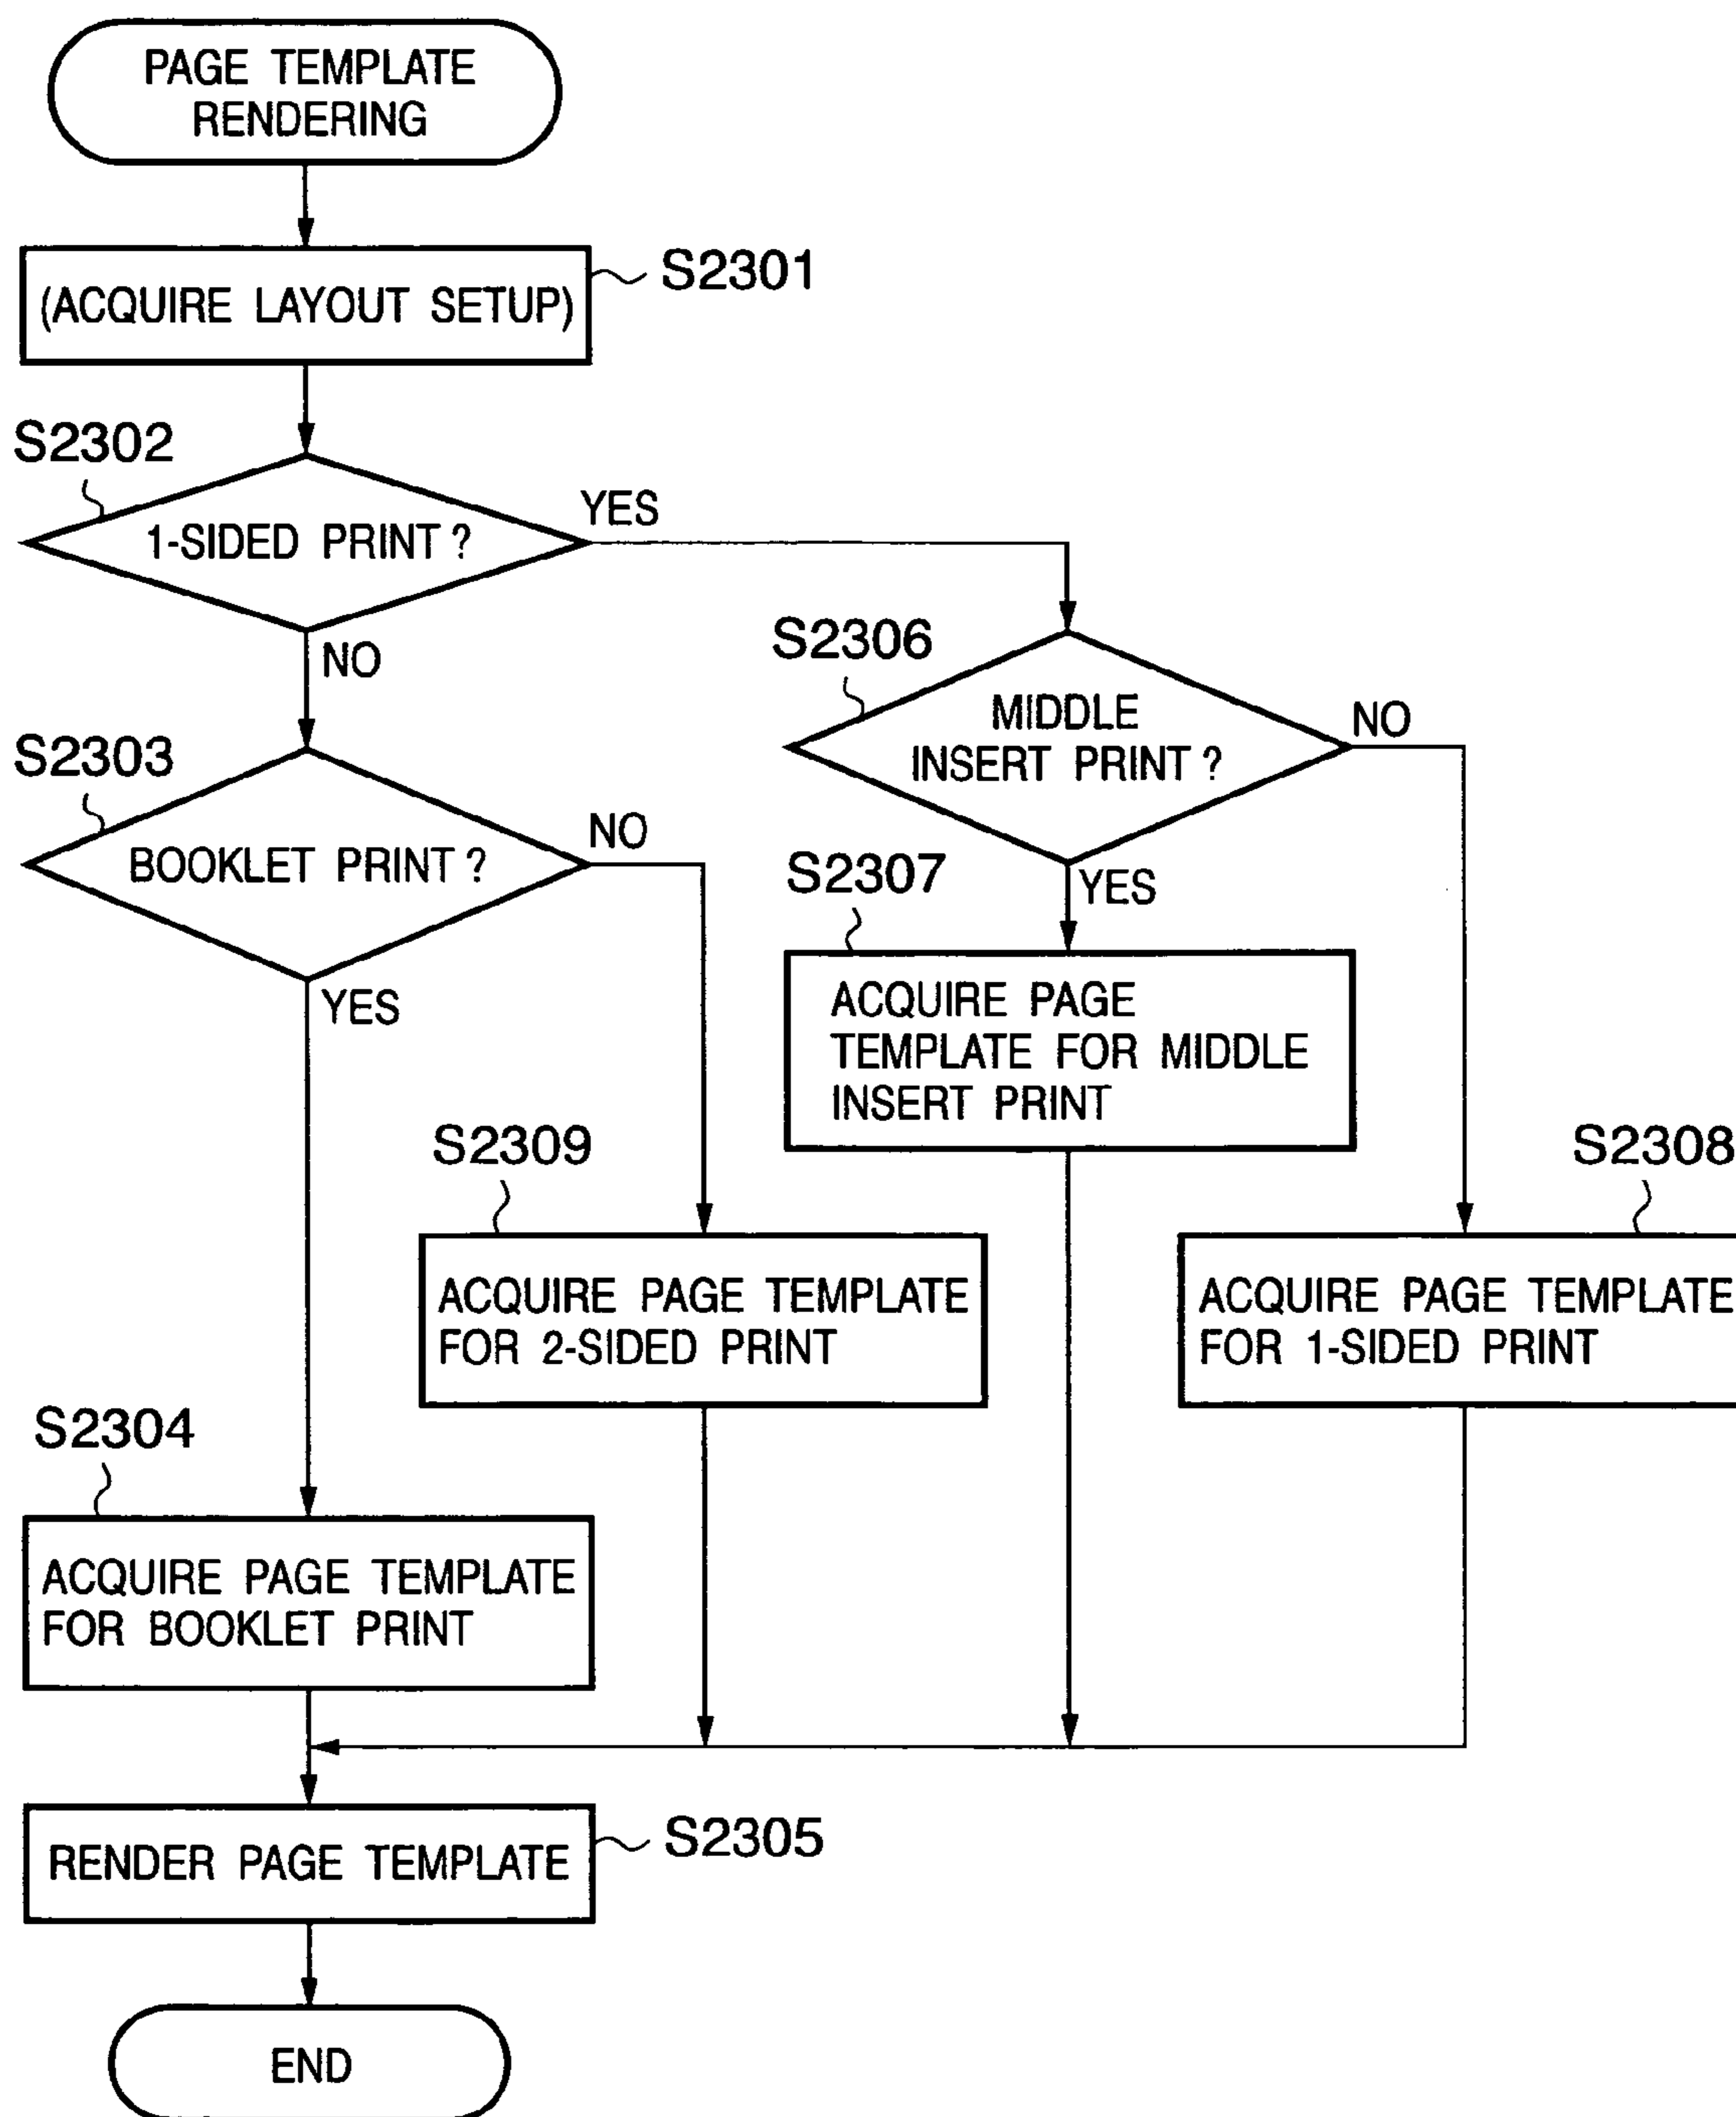 PAGE TEMPLATE
RENDERING
S2301
(ACQUIRE LAYOUT SETUP)
S2302
1-SIDED PRINT?
YES
NO
S2306
MIDDLE
INSERT PRINT?
NO
YES
S2303
BOOKLET PRINT?
NO
YES
S2307
ACQUIRE PAGE
TEMPLATE FOR MIDDLE
INSERT PRINT
S2309
ACQUIRE PAGE TEMPLATE
FOR 2-SIDED PRINT
S2308
ACQUIRE PAGE TEMPLATE
FOR 1-SIDED PRINT
S2304
ACQUIRE PAGE TEMPLATE
FOR BOOKLET PRINT
RENDER PAGE TEMPLATE
S2305
END